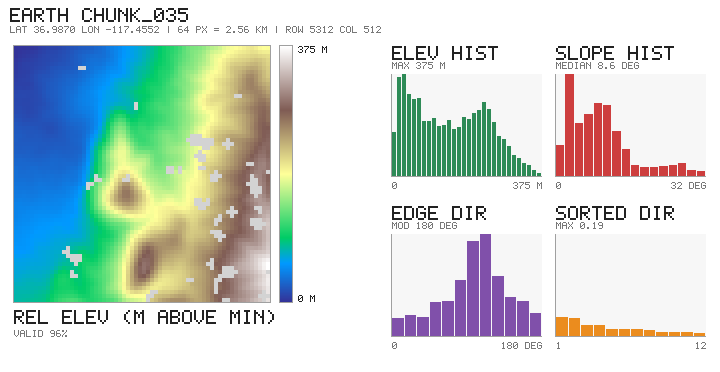 EARTH CHUNK_035
LAT 36.9870 LON -117.4552 | 64 PX = 2.56 KM | ROW 5312 COL 512
375 M
0 M
REL ELEV (M ABOVE MIN)
VALID 96%
ELEV HIST
MAX 375 M
0 375 M
SLOPE HIST
MEDIAN 8.6 DEG
0 32 DEG
EDGE DIR
MOD 180 DEG
0 180 DEG
SORTED DIR
MAX 0.19
1 12